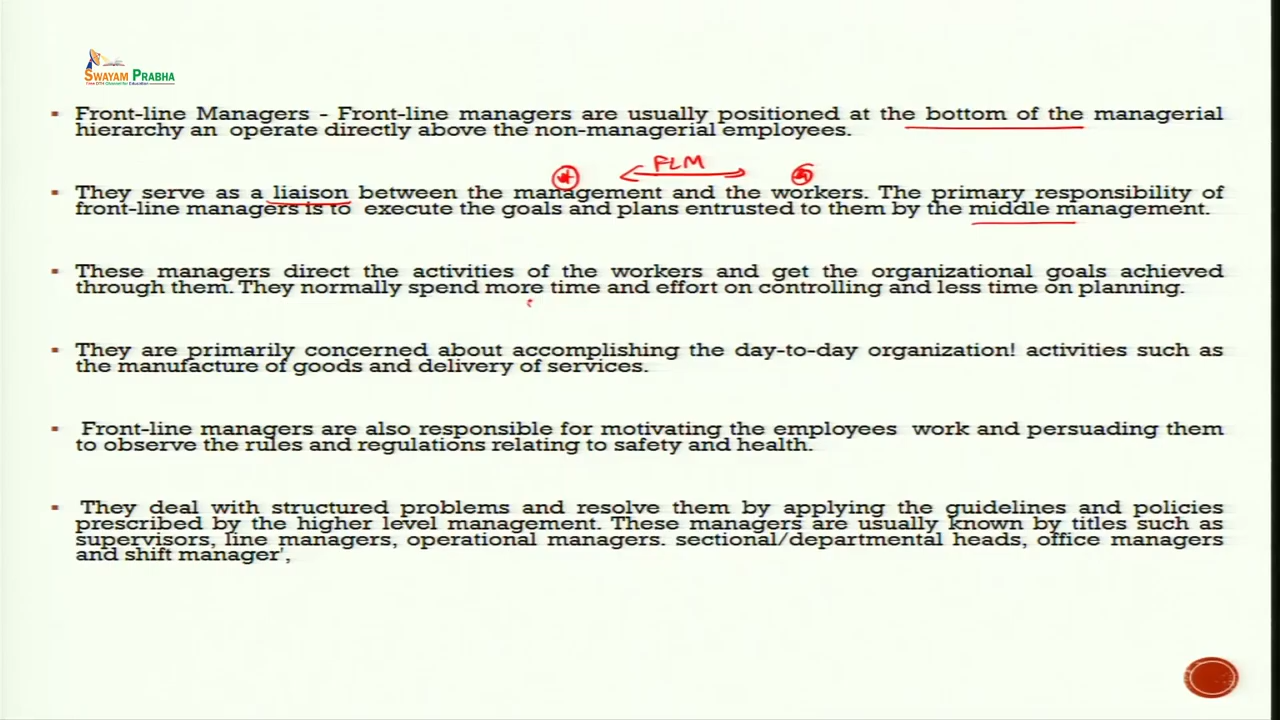 SWAYAM PRABHA
Front-line Managers - Front-line managers are usually positioned at the bottom of the managerial
hierarchy an operate directly above the non-managerial employees.
FLM
They serve as a liaison between the management and the workers. The primary responsibility of
front-line managers is to execute the goals and plans entrusted to them by the middle management.
These managers direct the activities of the workers and get the organizational goals achieved
through them. They normally spend more time and effort on controlling and less time on planning.
They are primarily concerned about accomplishing the day-to-day organization! activities such as
the manufacture of goods and delivery of services.
Front-line managers are also responsible for motivating the employees work and persuading them
to observe the rules and regulations relating to safety and health.
They deal with structured problems and resolve them by applying the guidelines and policies
prescribed by the higher level management. These managers are usually known by titles such as
supervisors, line managers, operational managers. sectional/departmental heads, office managers
and shift manager',